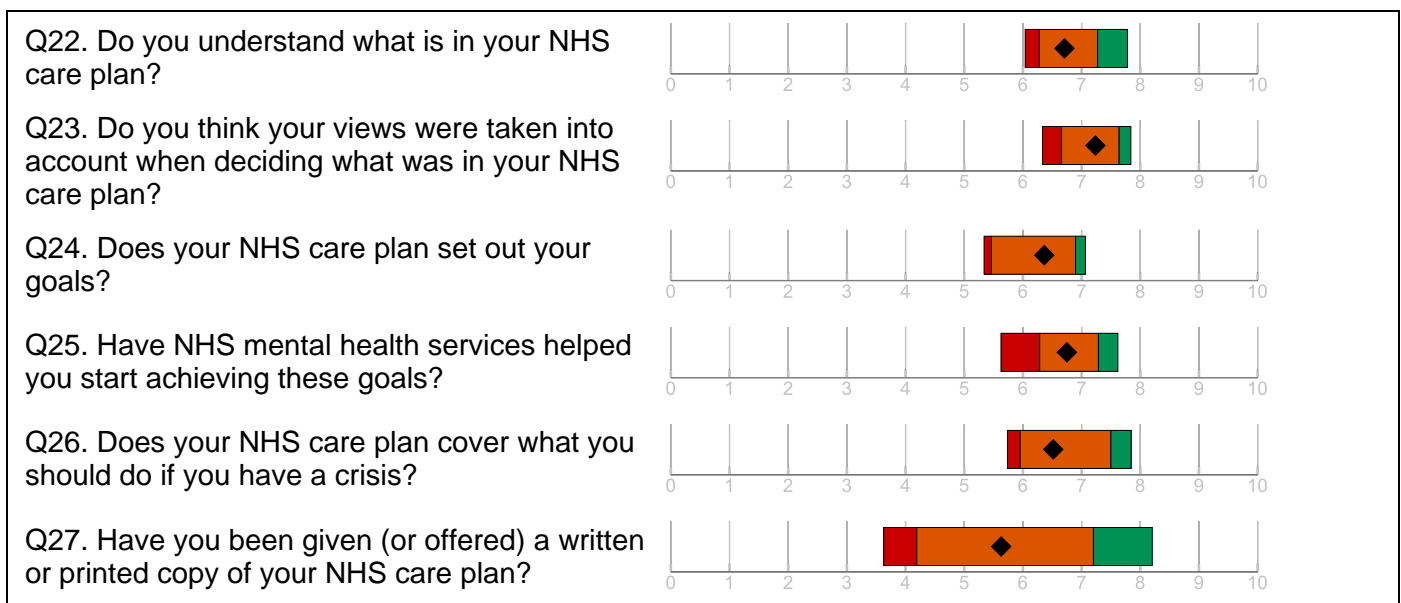 Q22. Do you understand what is in your NHS
care plan?
0 1 2 3 4 5 6 7 8 9 10
Q23. Do you think your views were taken into
account when deciding what was in your NHS
care plan?
0 1 2 3 4 5 6 7 8 9 10
Q24. Does your NHS care plan set out your
goals?
0 1 2 3 4 5 6 7 8 9 10
Q25. Have NHS mental health services helped
you start achieving these goals?
0 1 2 3 4 5 6 7 8 9 10
Q26. Does your NHS care plan cover what you
should do if you have a crisis?
0 1 2 3 4 5 6 7 8 9 10
Q27. Have you been given (or offered) a written
or printed copy of your NHS care plan?
0 1 2 3 4 5 6 7 8 9 10